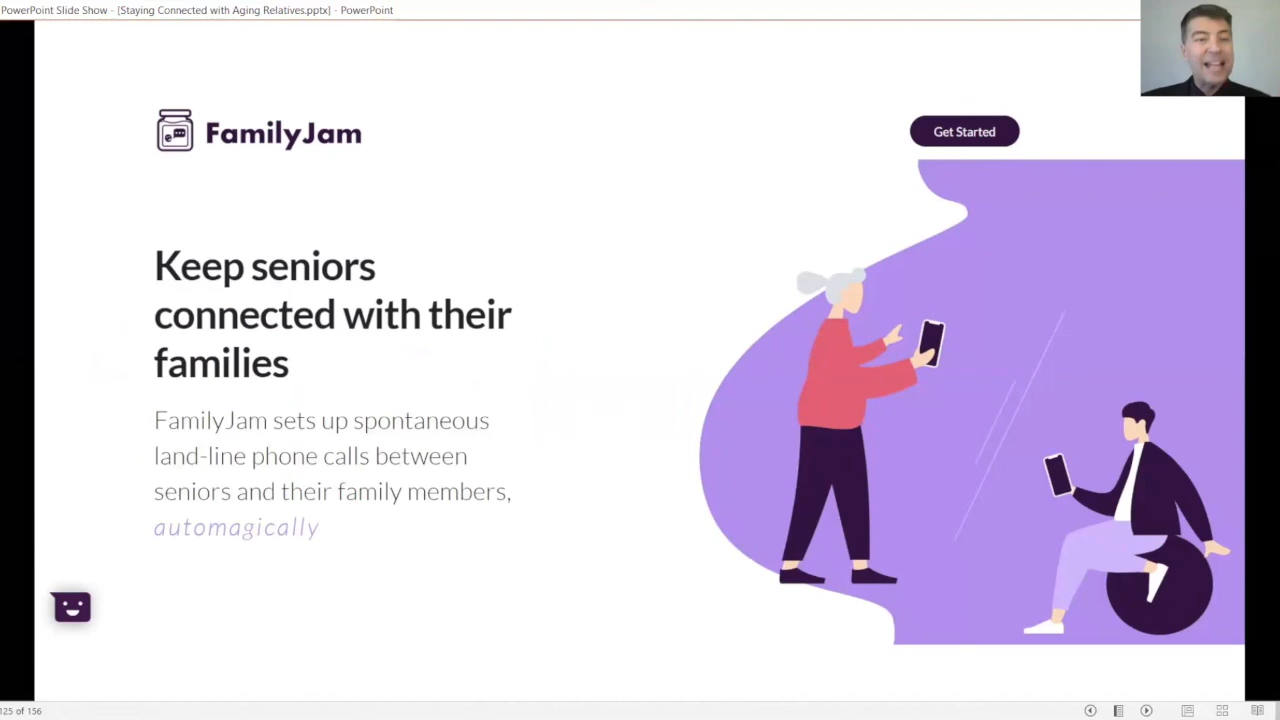 PowerPoint Slide Show - [Staying Connected with Aging Relatives.pptx] - PowerPoint
FamilyJam
Get Started
Keep seniors
connected with their
families
FamilyJam sets up spontaneous
land-line phone calls between
seniors and their family members,
automagically
125 of 156